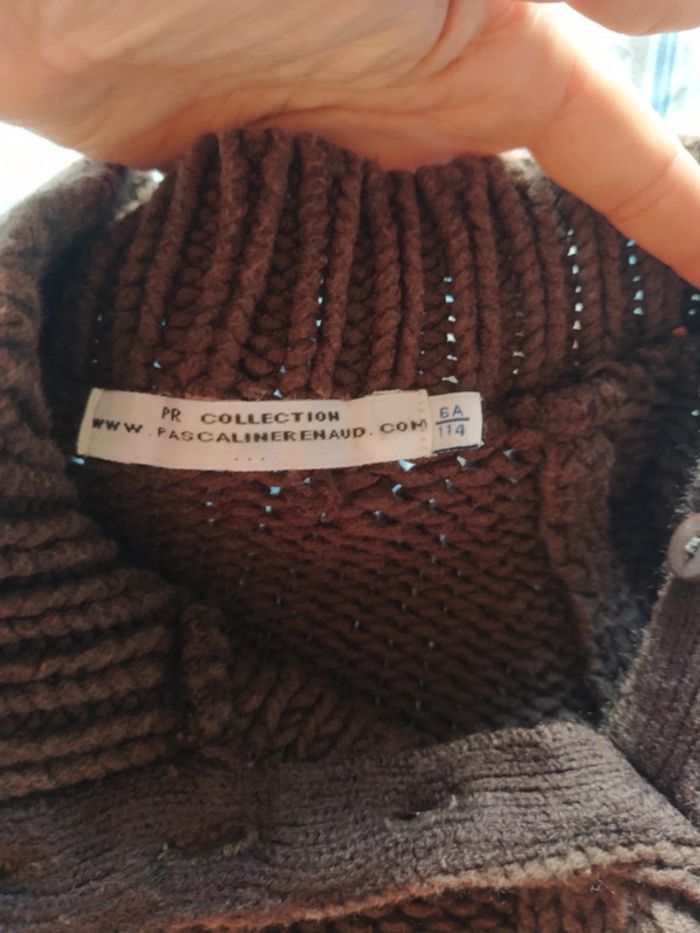 PR COLLECTION
WWW.PASCALINERENAUD.COM
...
6A
114